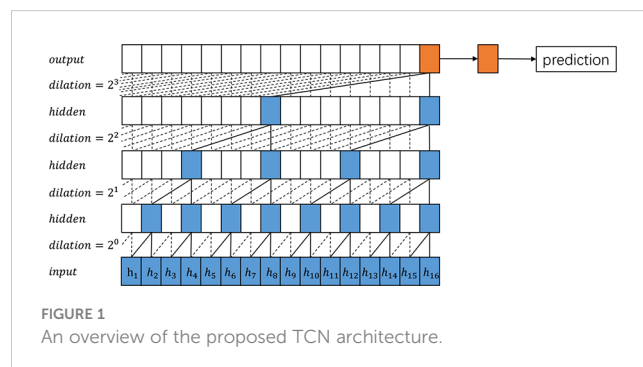 output
prediction
dilation = 2³
hidden
dilation = 2²
hidden
dilation = 2¹
hidden
dilation = 2⁰
input h₁ h₂ h₃ h₄ h₅ h₆ h₇ h₈ h₉ h₁₀ h₁₁ h₁₂ h₁₃ h₁₄ h₁₅ h₁₆
FIGURE 1
An overview of the proposed TCN architecture.